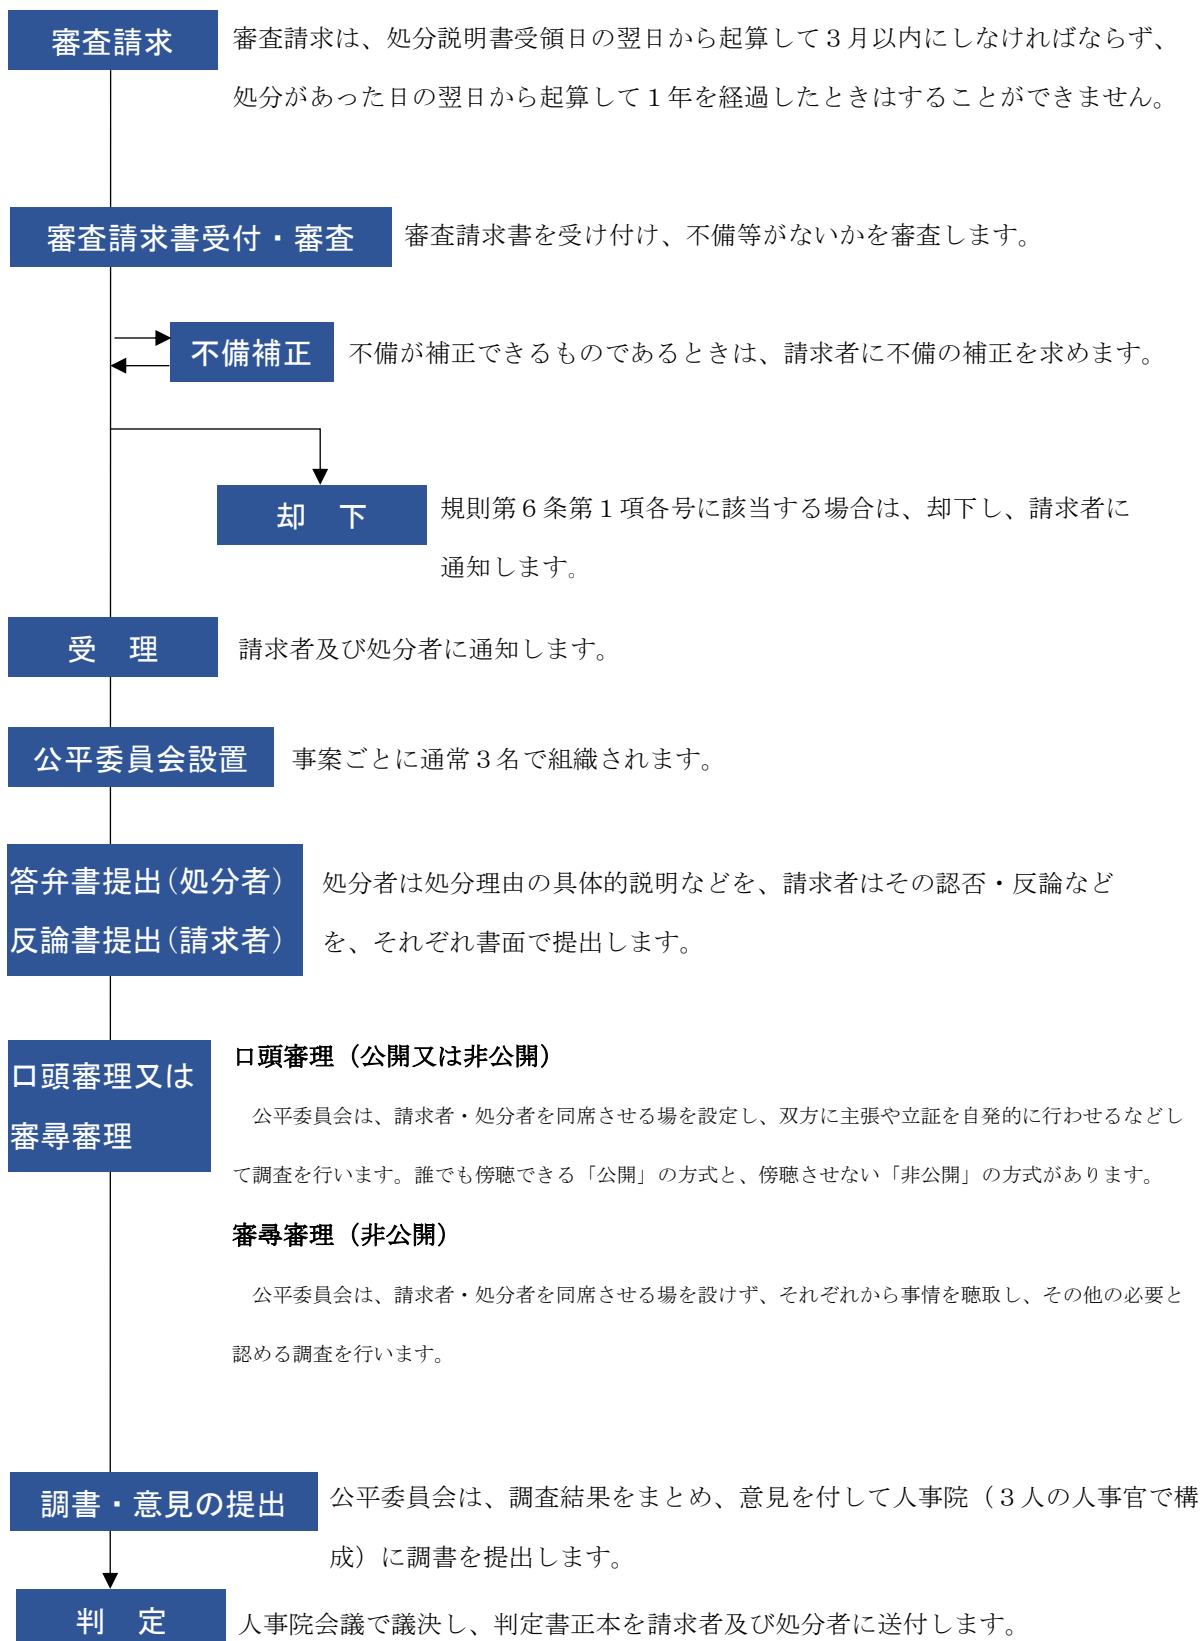 審査請求
審査請求は、処分説明書受領日の翌日から起算して３月以内にしなければならず、
処分があった日の翌日から起算して１年を経過したときはすることができません。
審査請求書受付・審査
審査請求書を受け付け、不備等がないかを審査します。
不備補正
不備が補正できるものであるときは、請求者に不備の補正を求めます。
却　下
規則第６条第１項各号に該当する場合は、却下し、請求者に
通知します。
受　理
請求者及び処分者に通知します。
公平委員会設置
事案ごとに通常３名で組織されます。
答弁書提出（処分者）
反論書提出（請求者）
処分者は処分理由の具体的説明などを、請求者はその認否・反論など
を、それぞれ書面で提出します。
口頭審理又は
審尋審理
口頭審理（公開又は非公開）
公平委員会は、請求者・処分者を同席させる場を設定し、双方に主張や立証を自発的に行わせるなどし
て調査を行います。誰でも傍聴できる「公開」の方式と、傍聴させない「非公開」の方式があります。
審尋審理（非公開）
公平委員会は、請求者・処分者を同席させる場を設けず、それぞれから事情を聴取し、その他の必要と
認める調査を行います。
調書・意見の提出
公平委員会は、調査結果をまとめ、意見を付して人事院（３人の人事官で構
成）に調書を提出します。
判　定
人事院会議で議決し、判定書正本を請求者及び処分者に送付します。